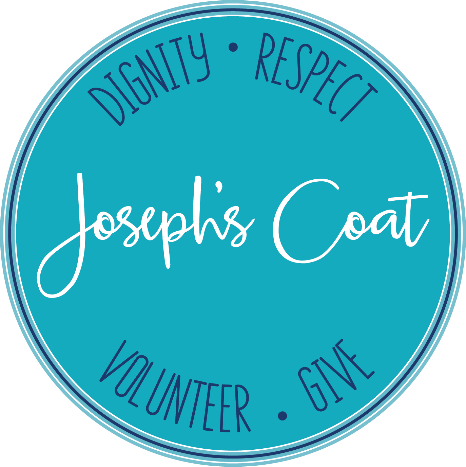 DIGNITY • RESPECT
Joseph's Coat
VOLUNTEER • GIVE